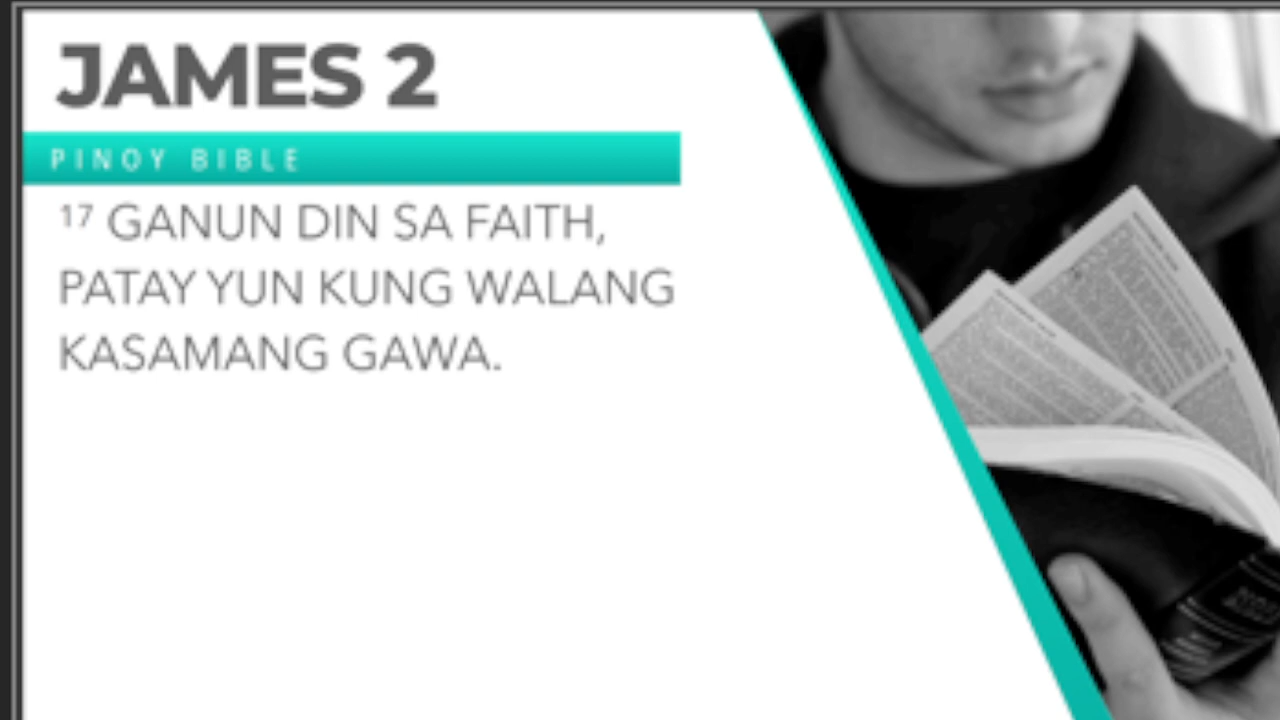 JAMES 2
PINOY BIBLE
¹⁷ GANUN DIN SA FAITH,
PATAY YUN KUNG WALANG
KASAMANG GAWA.